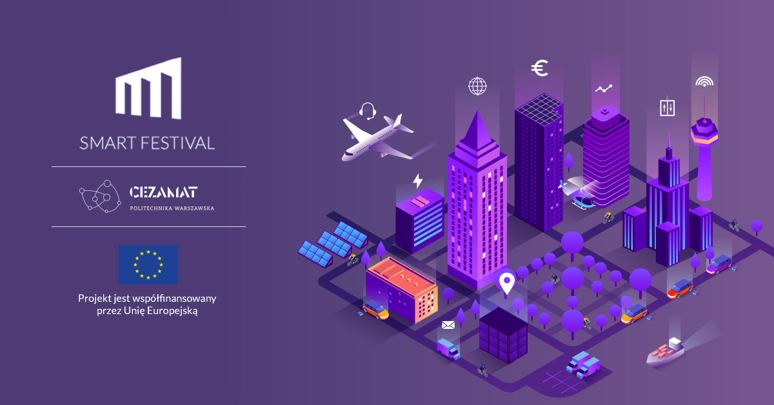 SMART FESTIVAL
CEZAMAT
POLITECHNIKA WARSZAWSKA
Projekt jest współfinansowany
przez Unię Europejską
€